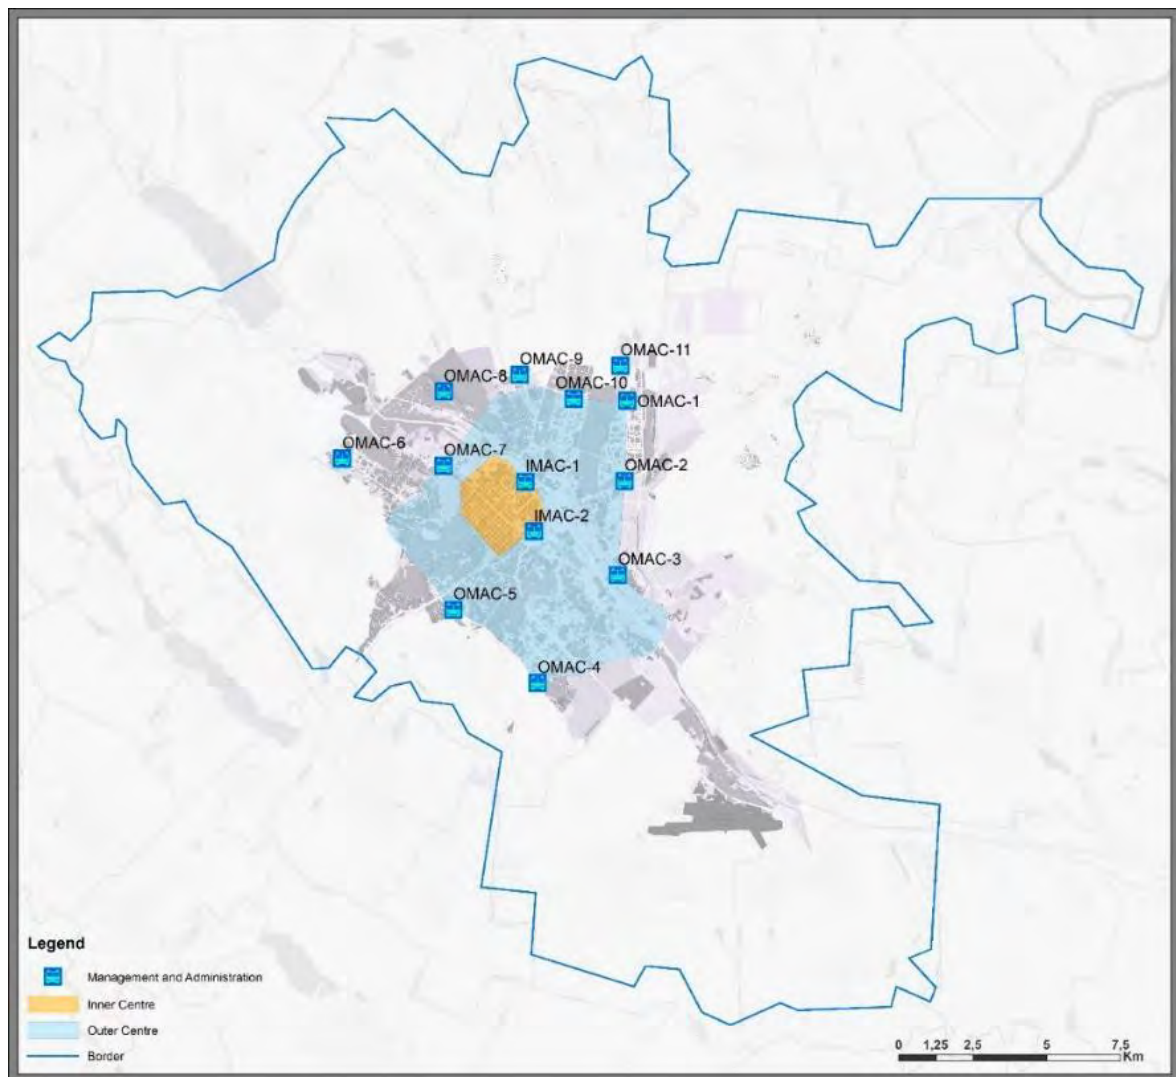 OMAC-11
OMAC-9
OMAC-8
OMAC-10
OMAC-1
OMAC-6
OMAC-7
IMAC-1
OMAC-2
IMAC-2
OMAC-3
OMAC-5
OMAC-4
Legend
Management and Administration
Inner Centre
Outer Centre
Border
0 1,25 2,5 5 7,5
Km